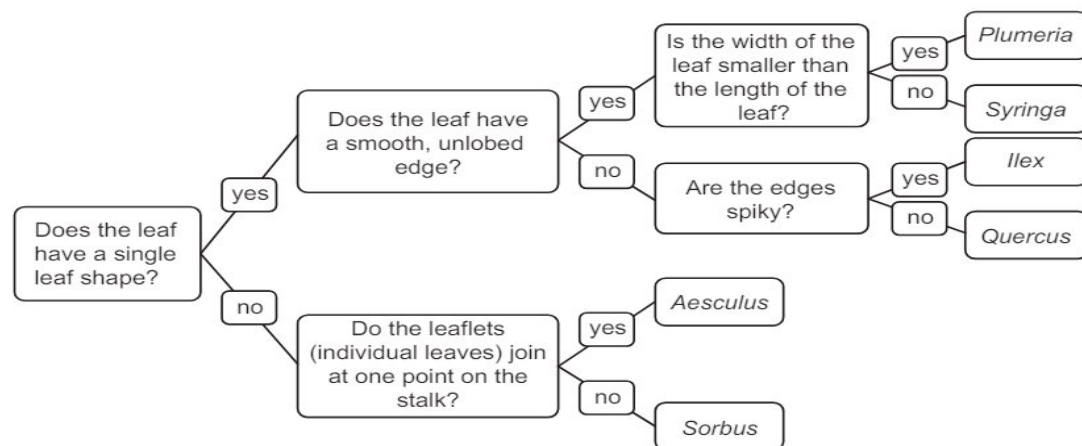 Does the leaf
have a single
leaf shape?
yes
no
Does the leaf have
a smooth, unlobed
edge?
yes
no
Is the width of the
leaf smaller than
the length of the
leaf?
yes
no
Plumeria
Syringa
Are the edges
spiky?
yes
no
Ilex
Quercus
Do the leaflets
(individual leaves) join
at one point on the
stalk?
yes
no
Aesculus
Sorbus